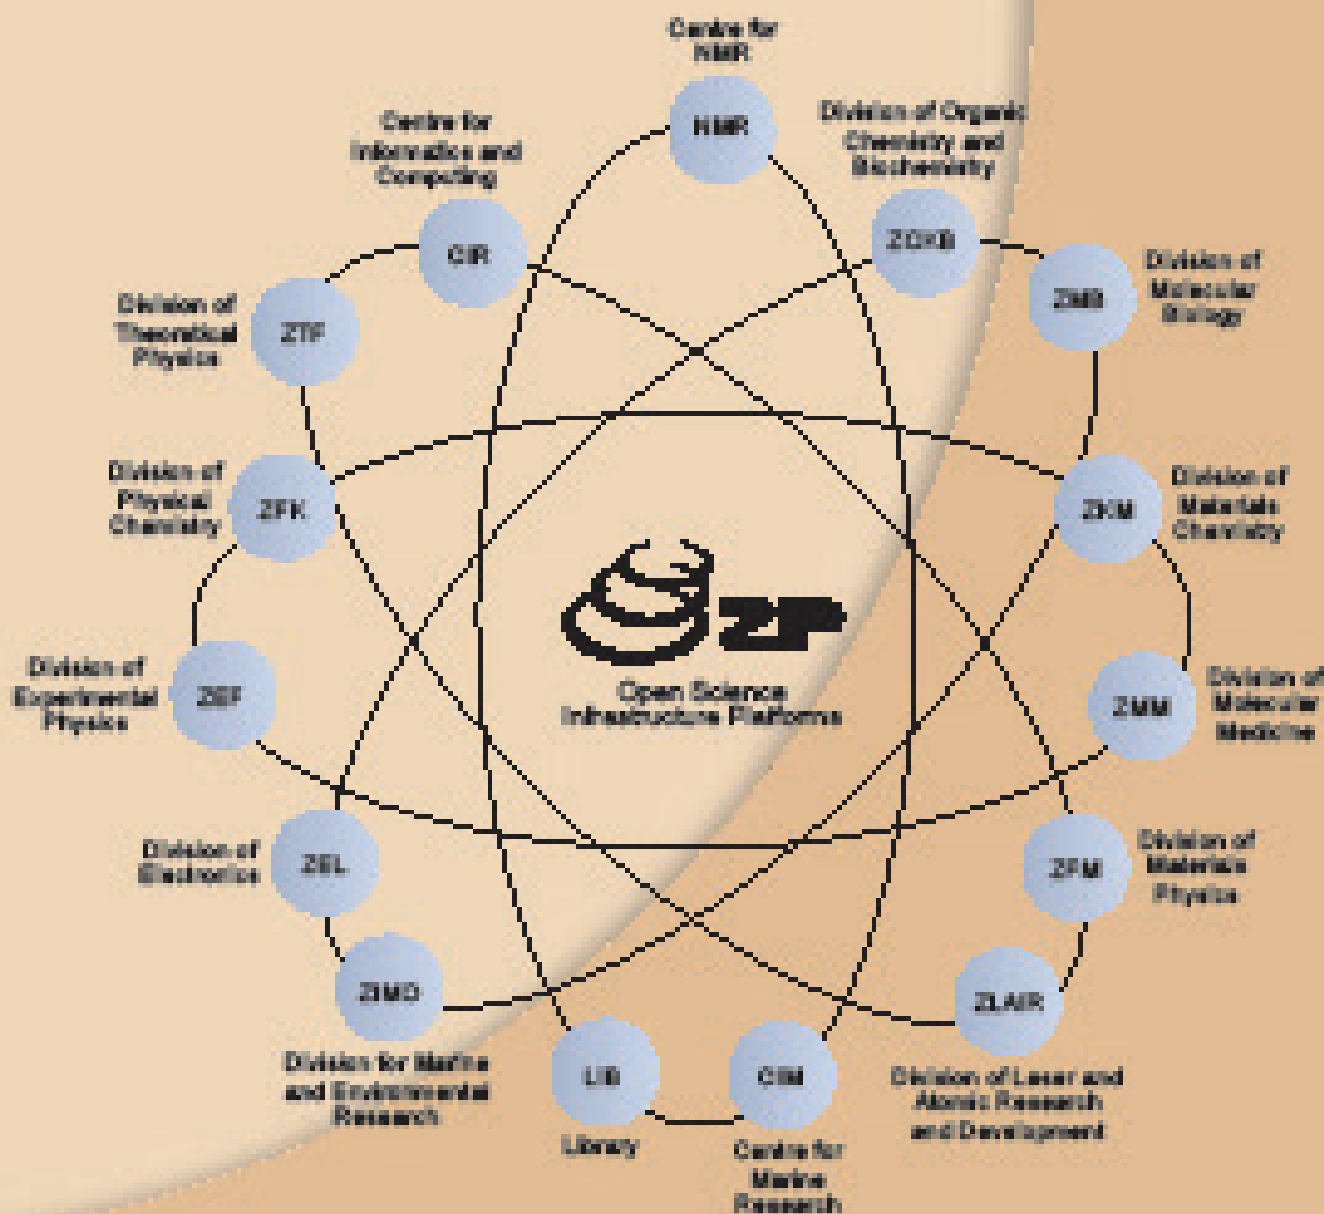 Centre for
NMR
NMR
Division of Organic
Chemistry and
Biochemistry
ZOKB
Centre for
Informatics and
Computing
CIR
Division of
Molecular
Biology
ZMB
Division of
Theoretical
Physics
ZTF
Division of
Physical
Chemistry
ZFK
Division of
Materials
Chemistry
ZKM
Open Science
Infrastructure Platforms
Division of
Experimental
Physics
ZEF
Division of
Molecular
Medicine
ZMM
Division of
Electronics
ZEL
Division of
Materials
Physics
ZFM
ZIMO
Division for Marine
and Environmental
Research
ZLAIR
Division of Laser and
Atomic Research
and Development
LIB
Library
CIM
Centre for
Marine
Research